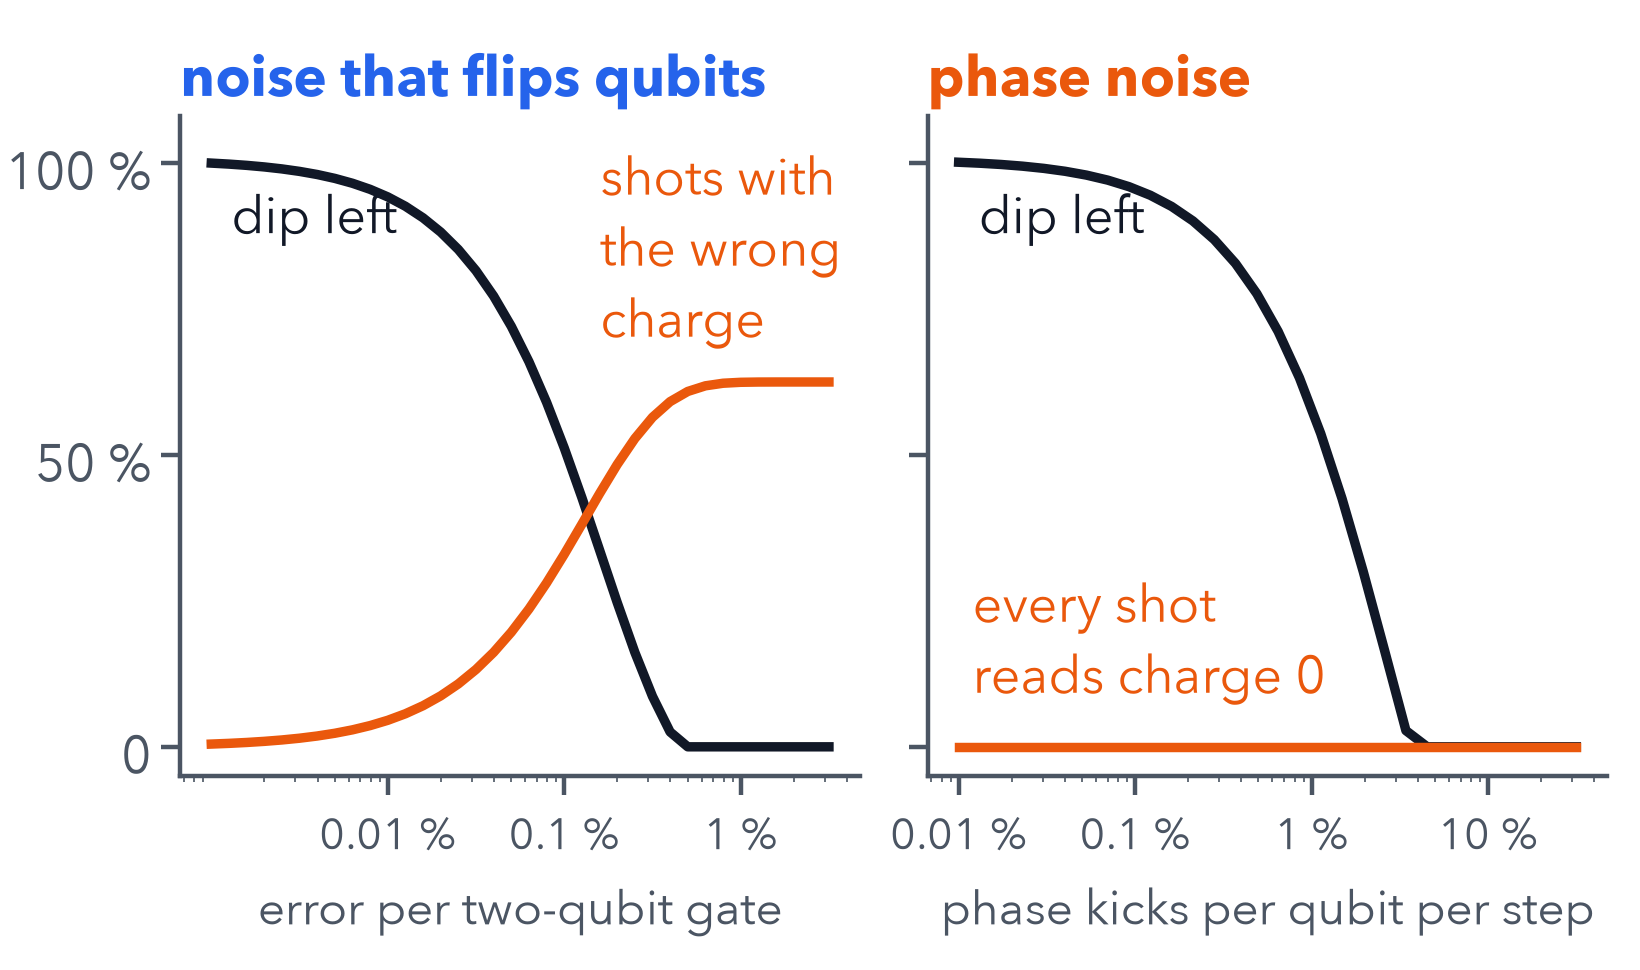 noise that flips qubits
100 %
50 %
0
dip left
shots with
the wrong
charge
0.01 %
0.1 %
1 %
error per two-qubit gate
phase noise
dip left
every shot
reads charge 0
0.01 %
0.1 %
1 %
10 %
phase kicks per qubit per step